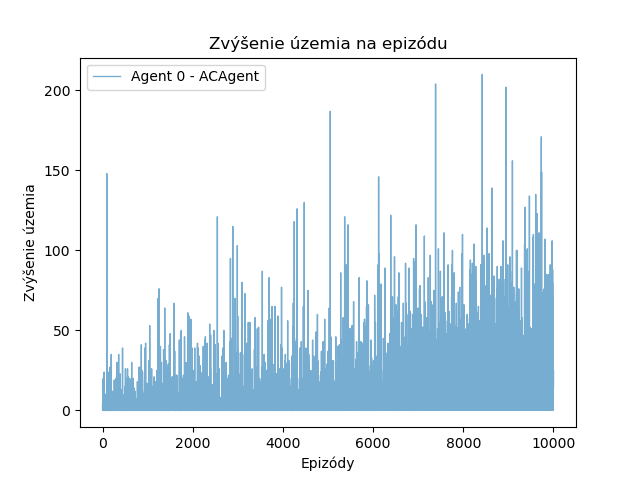 Zvýšenie územia na epizódu
Agent 0 - ACAgent
Zvýšenie územia
200
150
100
50
0
0 2000 4000 6000 8000 10000
Epizódy